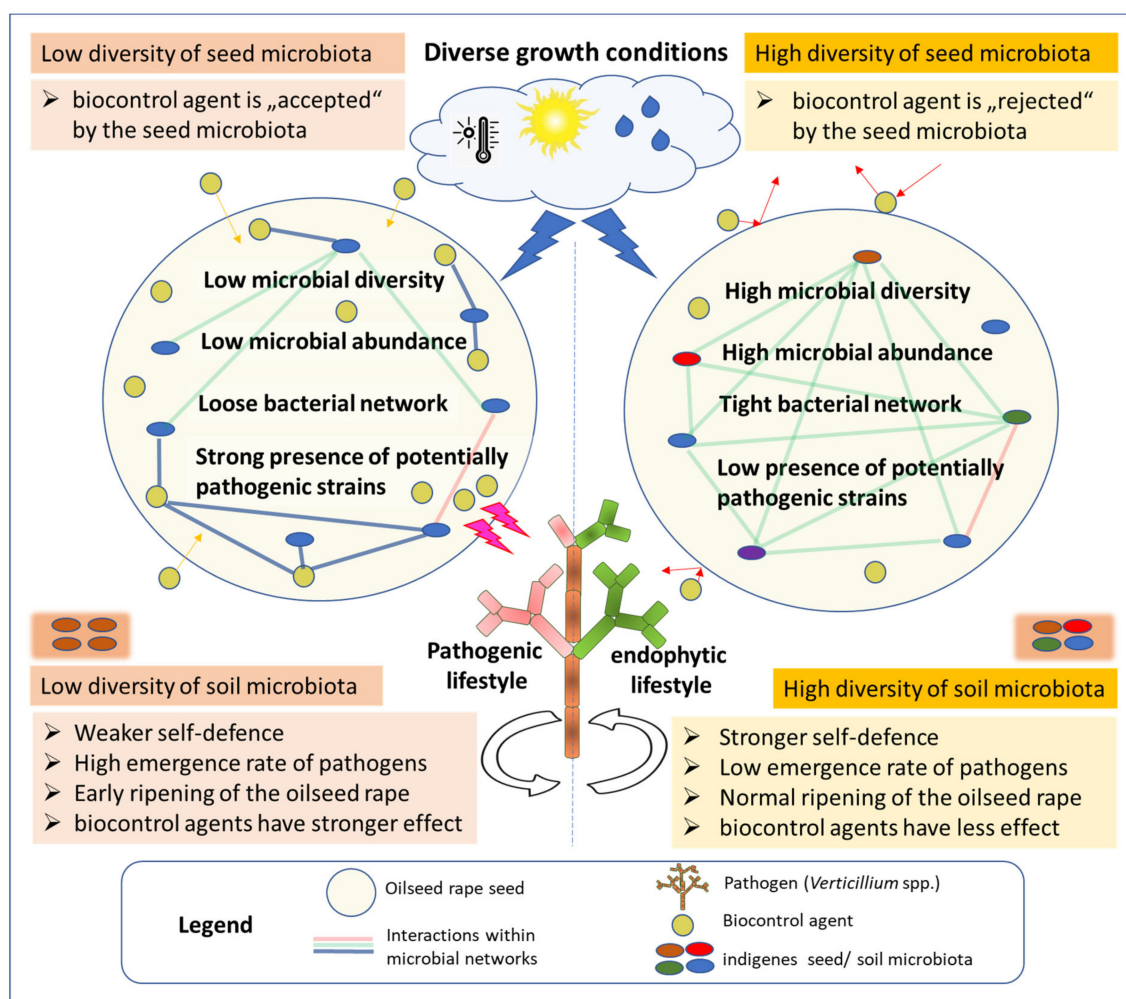 Low diversity of seed microbiota
➢ biocontrol agent is „accepted“
by the seed microbiota
Diverse growth conditions
High diversity of seed microbiota
➢ biocontrol agent is „rejected“
by the seed microbiota
Low microbial diversity
Low microbial abundance
Loose bacterial network
Strong presence of potentially
pathogenic strains
High microbial diversity
High microbial abundance
Tight bacterial network
Low presence of potentially
pathogenic strains
Pathogenic
lifestyle
endophytic
lifestyle
Low diversity of soil microbiota
➢ Weaker self-defence
➢ High emergence rate of pathogens
➢ Early ripening of the oilseed rape
➢ biocontrol agents have stronger effect
High diversity of soil microbiota
➢ Stronger self-defence
➢ Low emergence rate of pathogens
➢ Normal ripening of the oilseed rape
➢ biocontrol agents have less effect
Legend
Oilseed rape seed
Interactions within
microbial networks
Pathogen (Verticillium spp.)
Biocontrol agent
indigenes seed/ soil microbiota